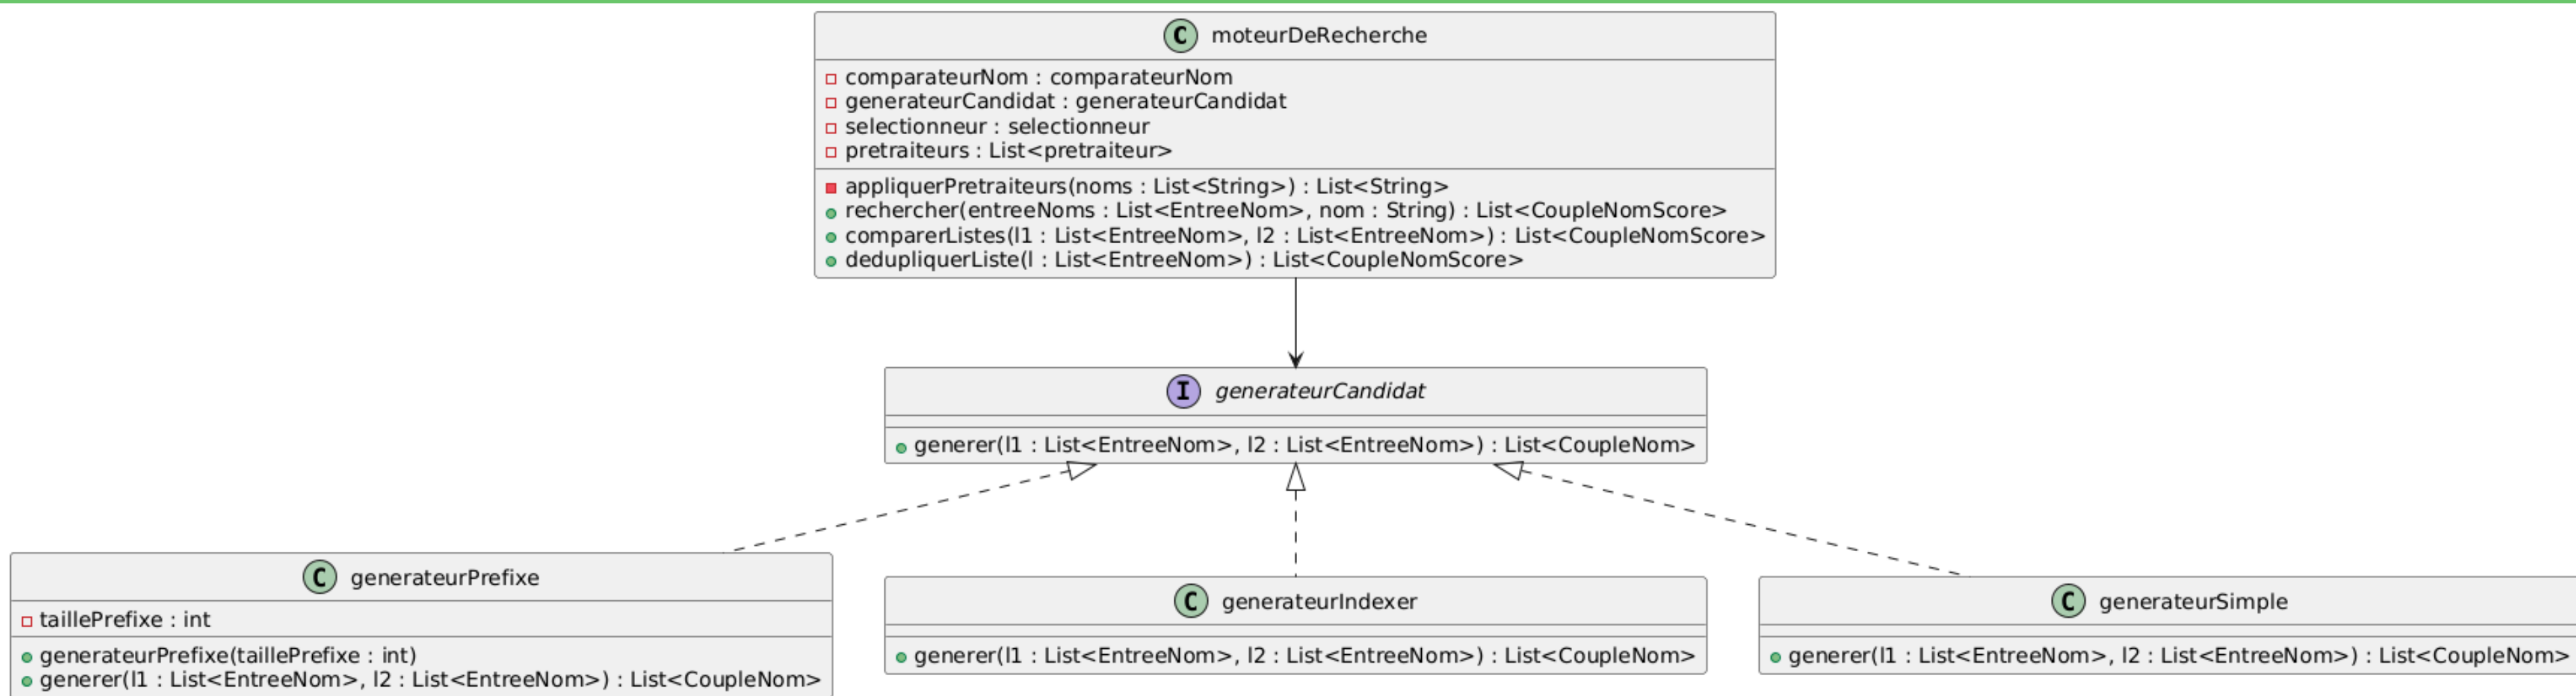 C moteurDeRecherche
comparateurNom : comparateurNom
generateurCandidat : generateurCandidat
selectionneur : selectionneur
pretraiteurs : List<pretraiteur>
appliquerPretraiteurs(noms : List<String>) : List<String>
rechercher(entreeNoms : List<EntreeNom>, nom : String) : List<CoupleNomScore>
comparerListes(l1 : List<EntreeNom>, l2 : List<EntreeNom>) : List<CoupleNomScore>
dedupliquerListe(l : List<EntreeNom>) : List<CoupleNomScore>
I generateurCandidat
generer(l1 : List<EntreeNom>, l2 : List<EntreeNom>) : List<CoupleNom>
C generateurPrefixe
taillePrefixe : int
generateurPrefixe(taillePrefixe : int)
generer(l1 : List<EntreeNom>, l2 : List<EntreeNom>) : List<CoupleNom>
C generateurIndexer
generer(l1 : List<EntreeNom>, l2 : List<EntreeNom>) : List<CoupleNom>
C generateurSimple
generer(l1 : List<EntreeNom>, l2 : List<EntreeNom>) : List<CoupleNom>